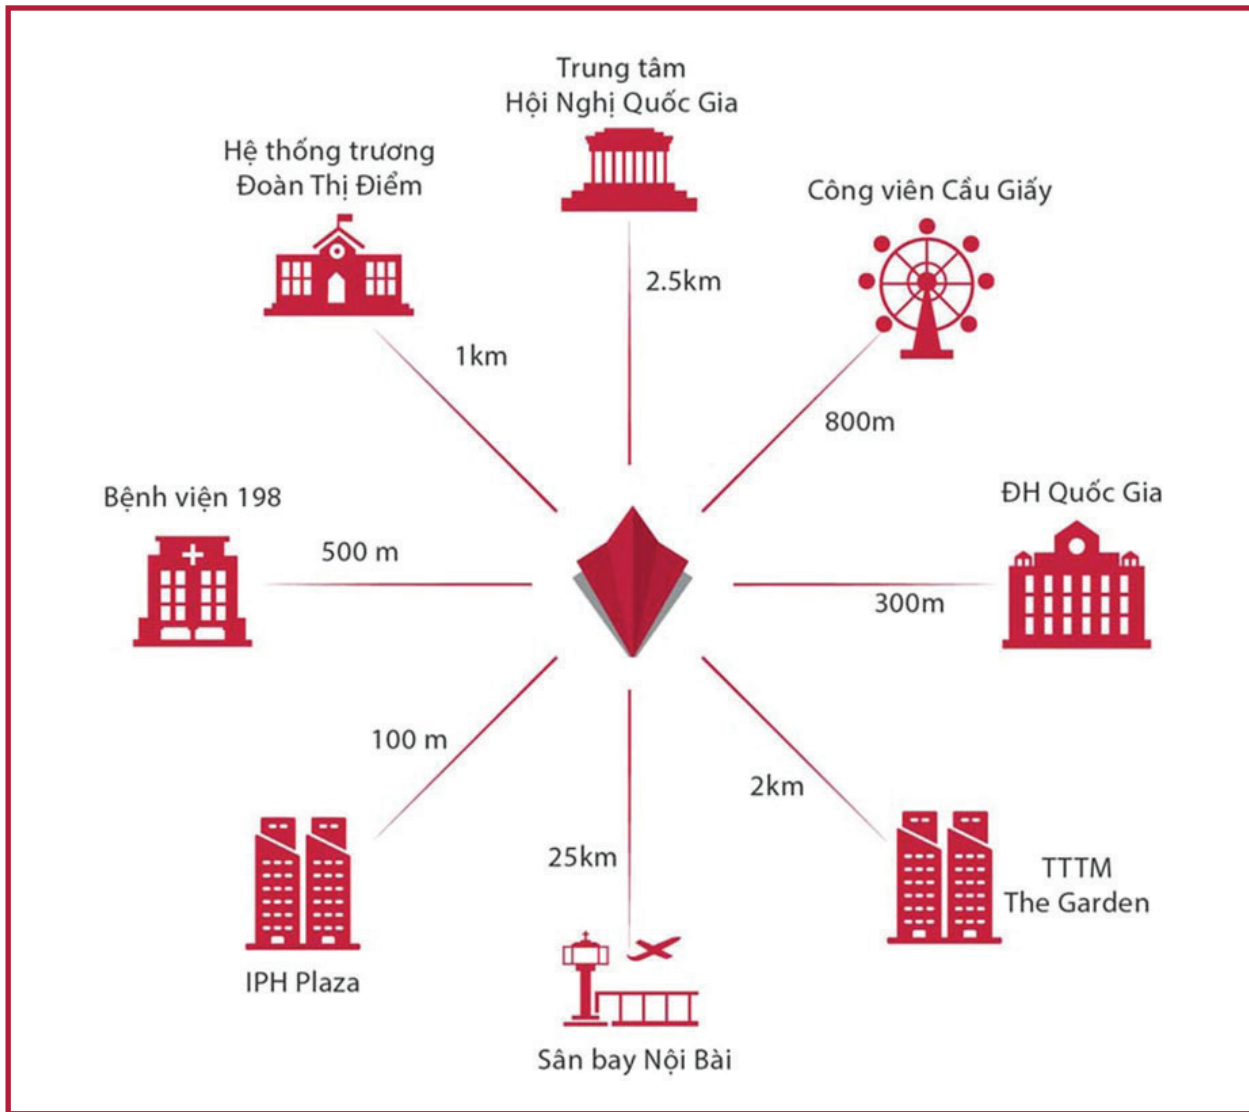 Trung tâm
Hội Nghị Quốc Gia
Hệ thống trương
Đoàn Thị Điểm
Công viên Cầu Giấy
2.5km
1km
800m
Bệnh viện 198
ĐH Quốc Gia
500 m
300m
100 m
2km
25km
TTTM
The Garden
IPH Plaza
Sân bay Nội Bài